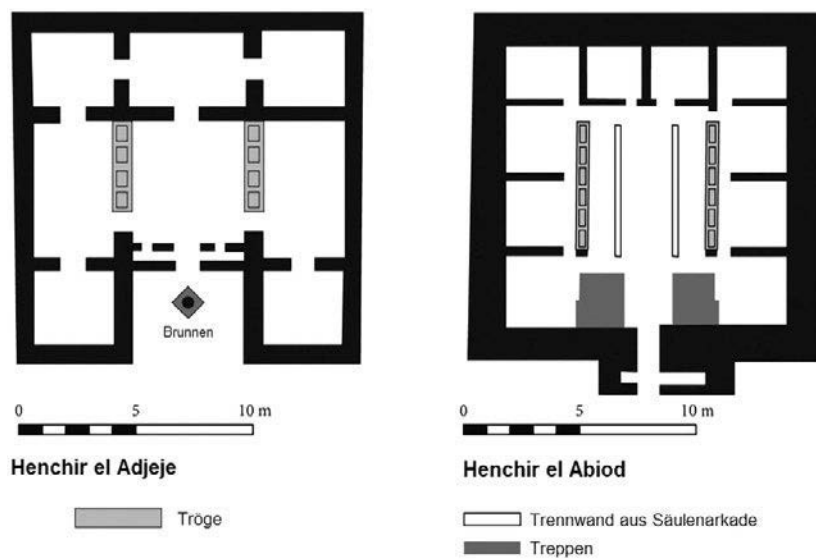 Brunnen
0 5 10 m
0 5 10 m
Henchir el Adjeje
Henchir el Abiod
Tröge
Trennwand aus Säulenarkade
Treppen